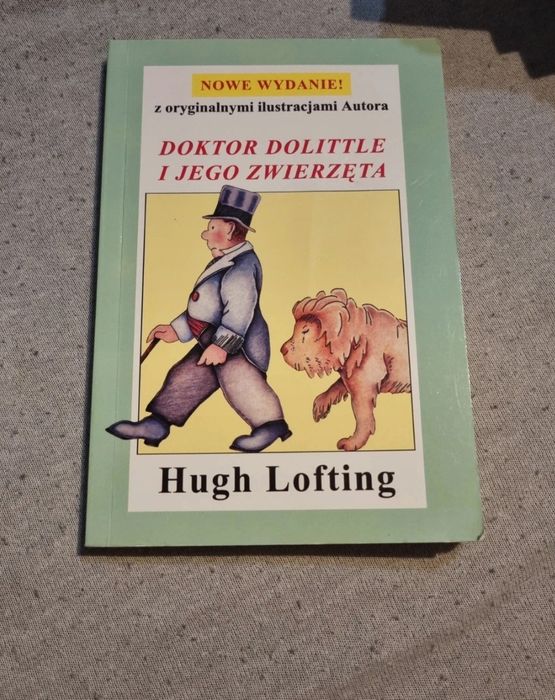 NOWE WYDANIE!
z oryginalnymi ilustracjami Autora
DOKTOR DOLITTLE
I JEGO ZWIERZĘTA
Hugh Lofting